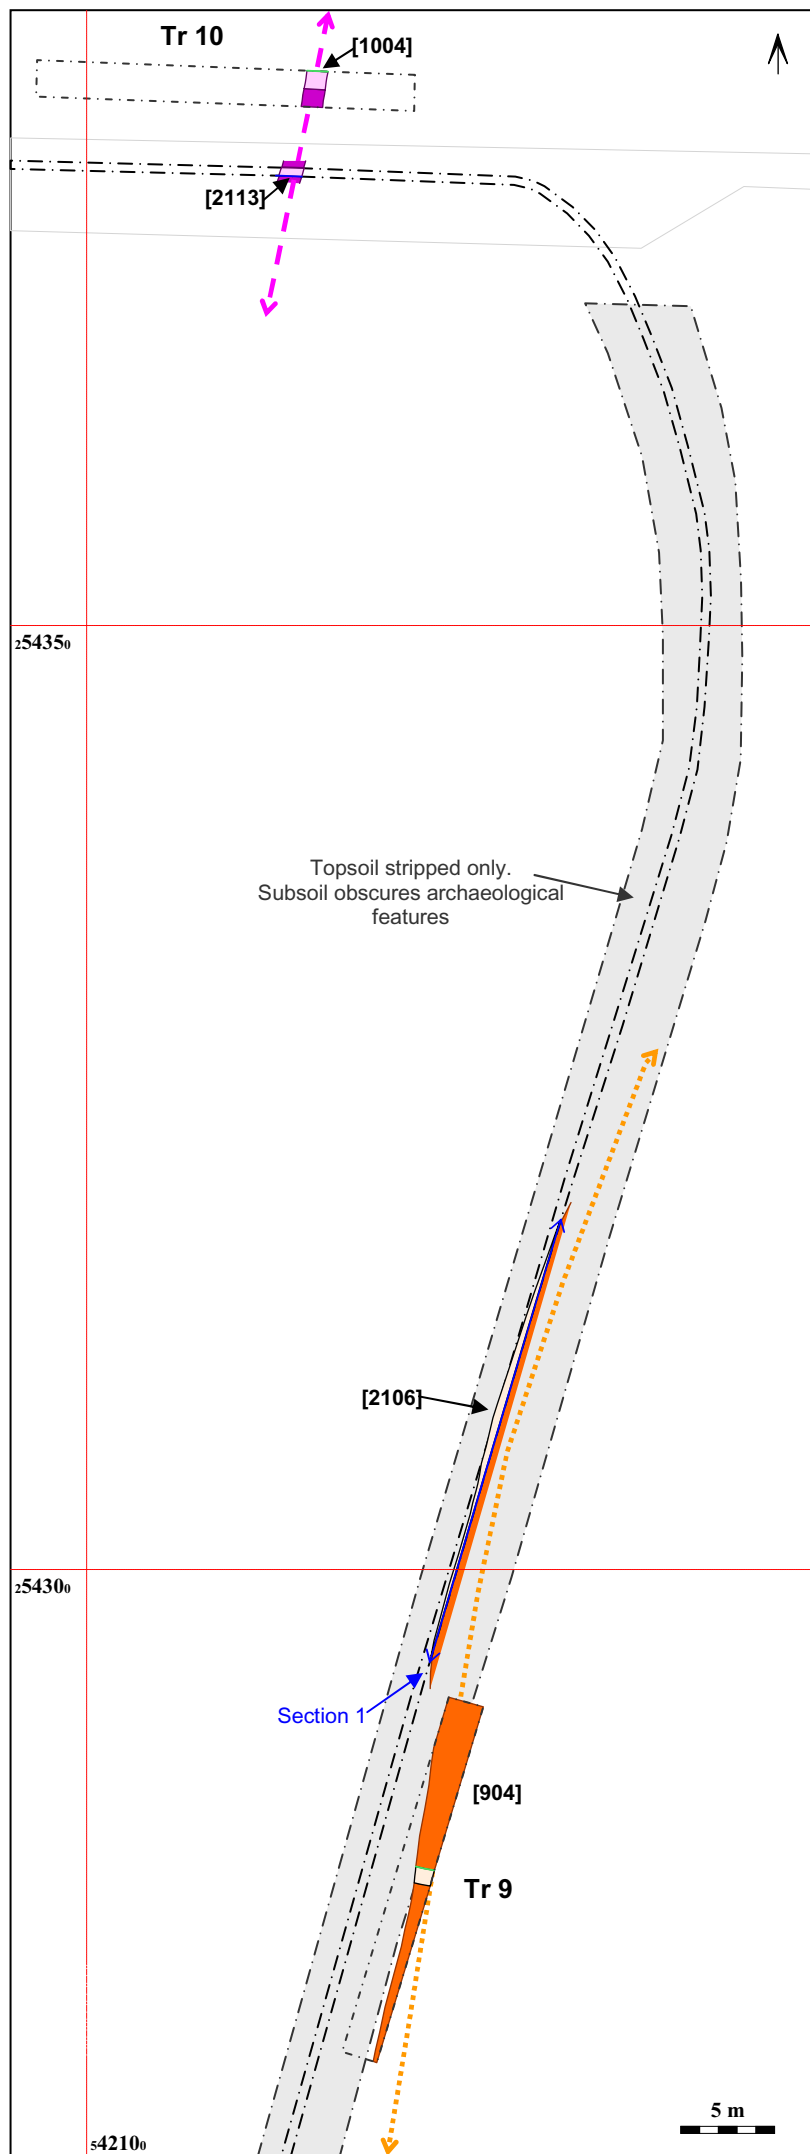 Tr 10
[1004]
[2113]
254350
Topsoil stripped only.
Subsoil obscures archaeological
features
[2106]
254300
Section 1
[904]
Tr 9
5 m
542100